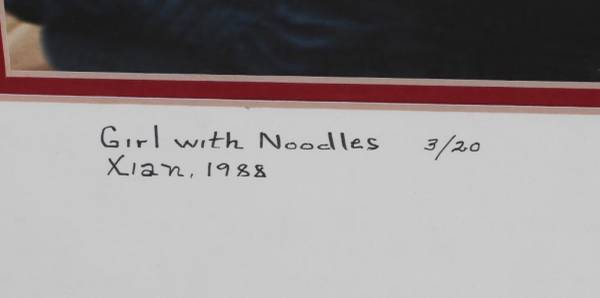 Girl with Noodles 3/20
Xian, 1988